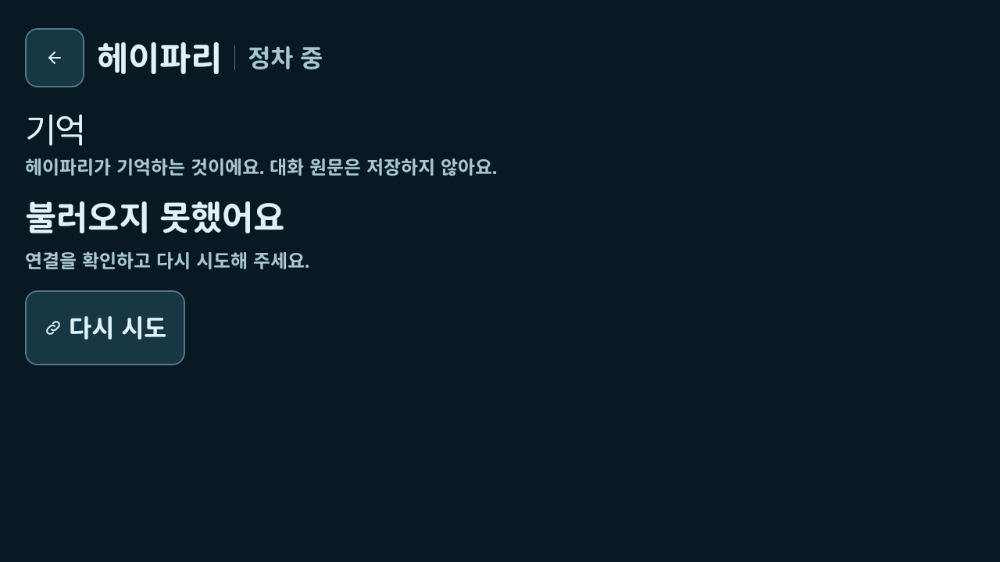 헤이파리 정차 중
기억
헤이파리가 기억하는 것이에요. 대화 원문은 저장하지 않아요.
불러오지 못했어요
연결을 확인하고 다시 시도해 주세요.
다시 시도